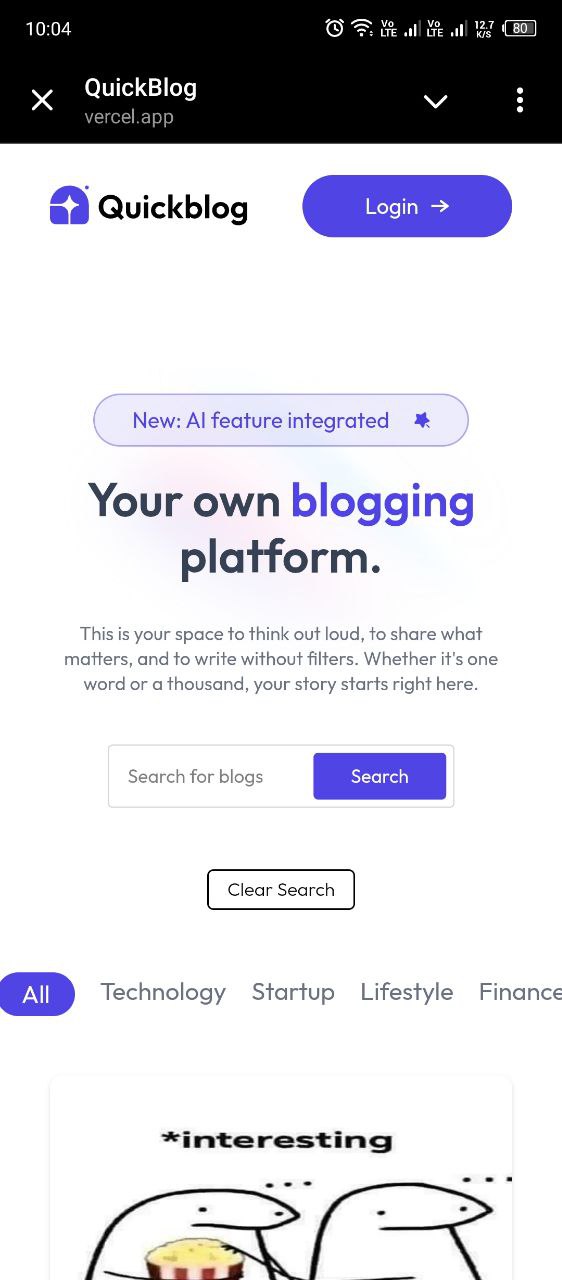 10:04
Vo LTE Vo LTE 12.7 K/S 80
QuickBlog
vercel.app
Quickblog
Login →
New: AI feature integrated
Your own blogging
platform.
This is your space to think out loud, to share what
matters, and to write without filters. Whether it's one
word or a thousand, your story starts right here.
Search for blogs Search
Clear Search
All Technology Startup Lifestyle Finance
*interesting